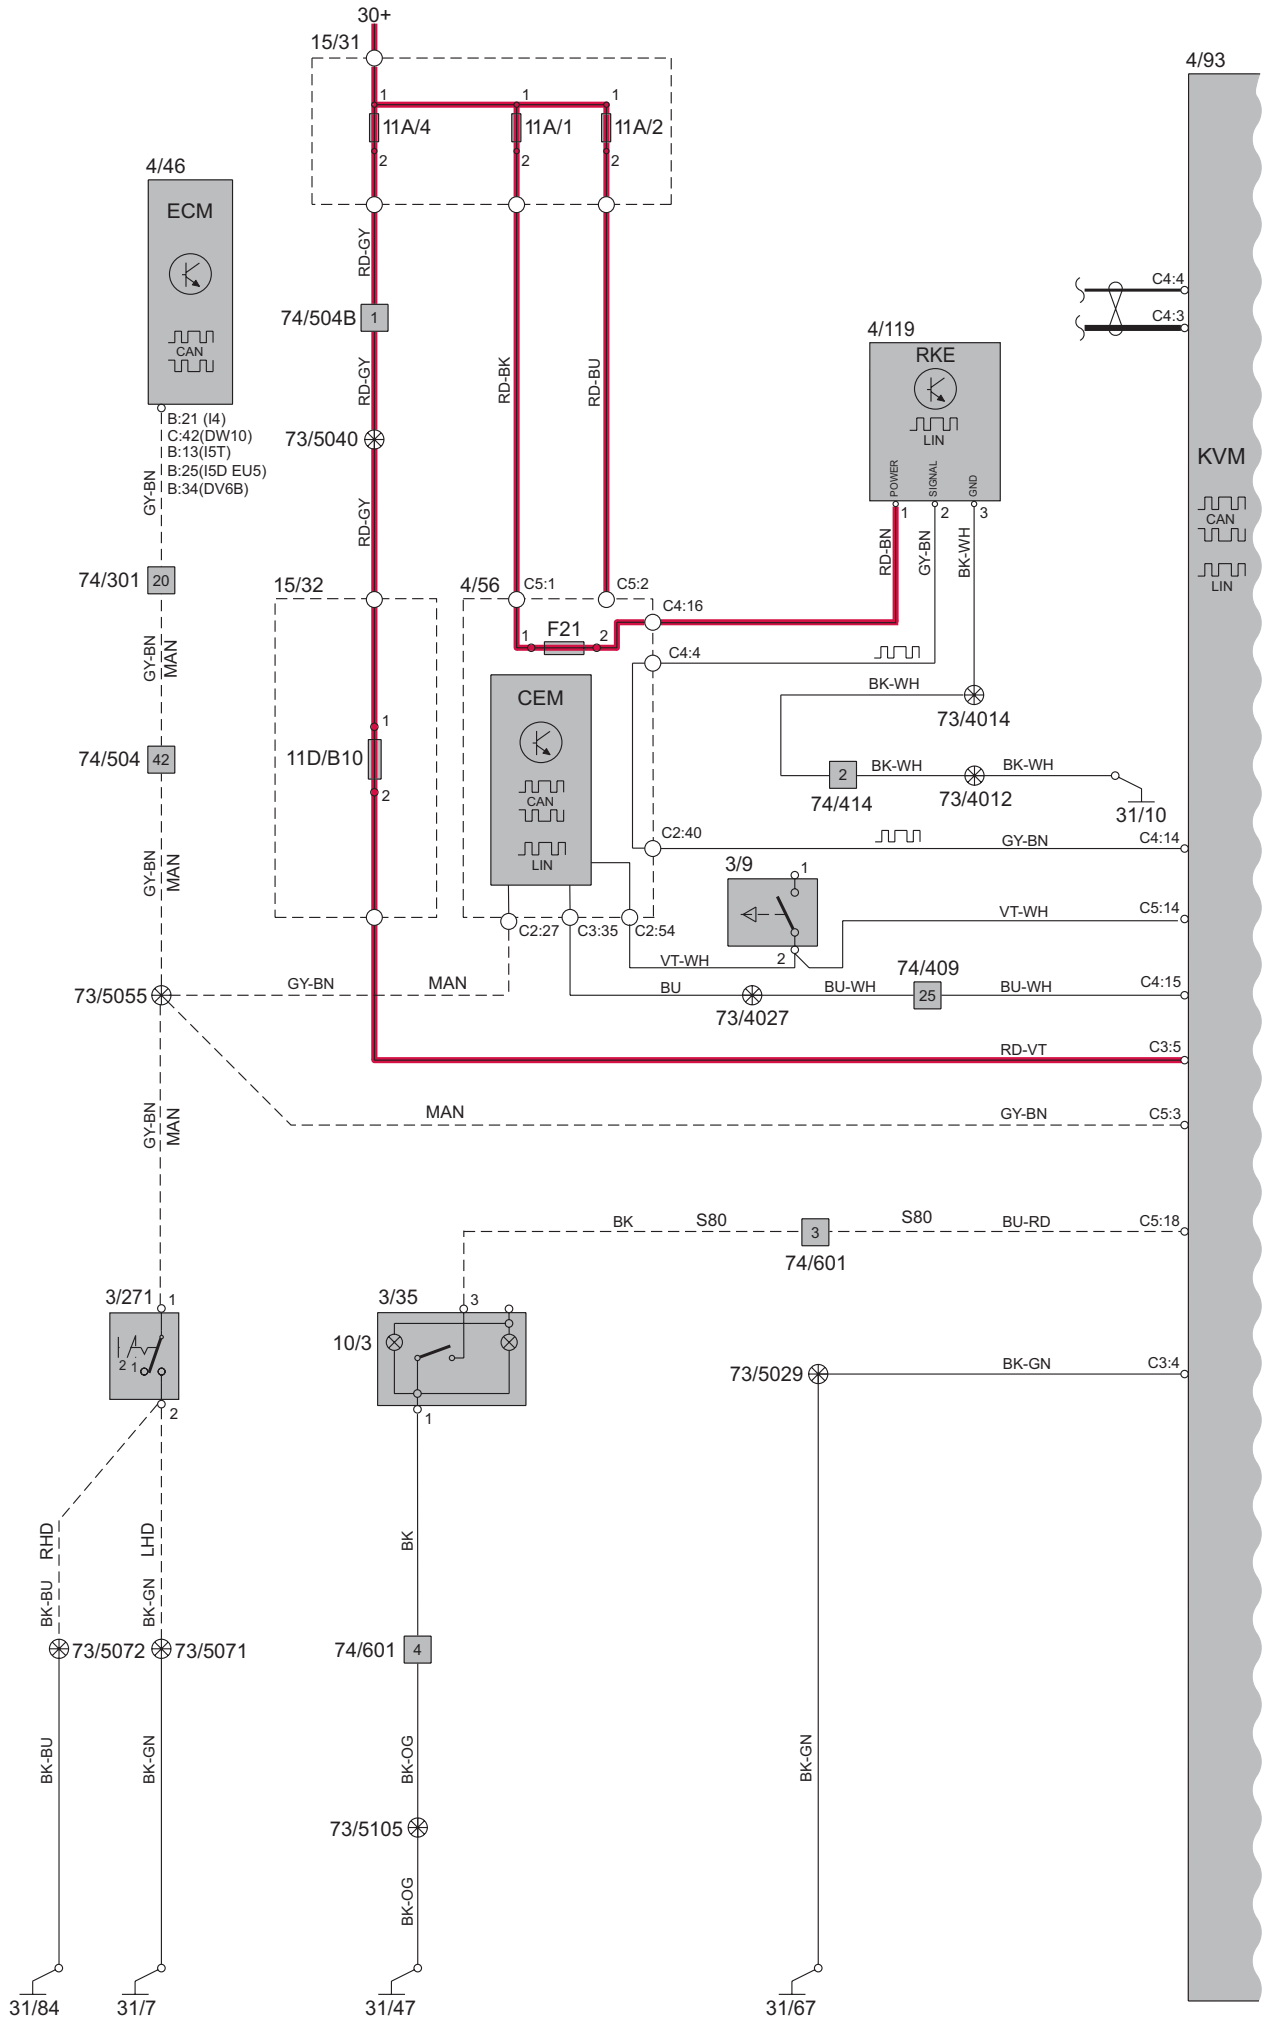 30+
15/31
4/93
1
1
1
11A/4
11A/1
11A/2
2
2
2
4/46
ECM
CAN
RD-GY
C4:4
C4:3
74/504B
1
4/119
RKE
LIN
POWER
SIGNAL
GND
1
2
3
RD-GY
RD-BK
RD-BU
B:21 (I4)
C:42(DW10)
B:13(I5T)
B:25(I5D EU5)
B:34(DV6B)
GY-BN
73/5040
KVM
CAN
LIN
RD-GY
RD-BN
GY-BN
BK-WH
74/301
20
15/32
4/56
C5:1
C5:2
C4:16
1
F21
2
GY-BN
MAN
C4:4
BK-WH
CEM
CAN
LIN
73/4014
1
11D/B10
2
74/504
42
2
74/414
BK-WH
73/4012
BK-WH
31/10
C2:40
GY-BN
C4:14
GY-BN
MAN
3/9
1
2
C2:27
C3:35
C2:54
VT-WH
VT-WH
C5:14
73/5055
GY-BN
MAN
BU
73/4027
BU-WH
74/409
25
BU-WH
C4:15
RD-VT
C3:5
GY-BN
MAN
MAN
GY-BN
C5:3
BK
S80
3
74/601
S80
BU-RD
C5:18
3/271
1
2
1
2
3/35
3
10/3
1
73/5029
BK-GN
C3:4
RHD
LHD
BK
BK-BU
BK-GN
73/5072
73/5071
74/601
4
BK-BU
BK-GN
BK-OG
BK-GN
73/5105
BK-OG
31/84
31/7
31/47
31/67